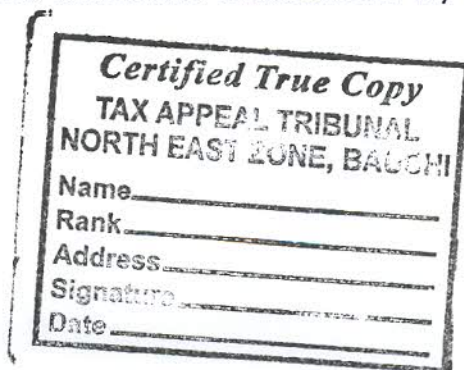 Certified True Copy
TAX APPEAL TRIBUNAL
NORTH EAST ZONE, BAUCHI
Name
Rank
Address
Signature
Date